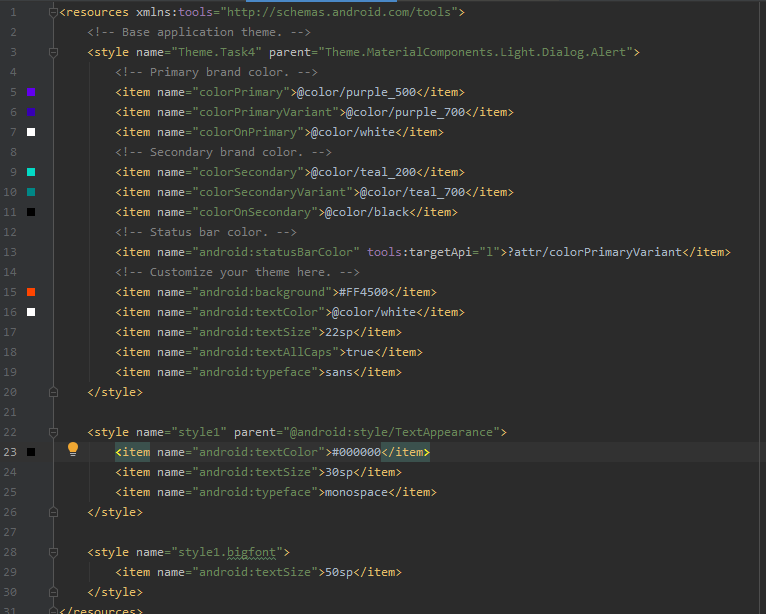 1 <resources xmlns:tools="http://schemas.android.com/tools">
2 <!-- Base application theme. -->
3 <style name="Theme.Task4" parent="Theme.MaterialComponents.Light.Dialog.Alert">
4 <!-- Primary brand color. -->
5 <item name="colorPrimary">@color/purple_500</item>
6 <item name="colorPrimaryVariant">@color/purple_700</item>
7 <item name="colorOnPrimary">@color/white</item>
8 <!-- Secondary brand color. -->
9 <item name="colorSecondary">@color/teal_200</item>
10 <item name="colorSecondaryVariant">@color/teal_700</item>
11 <item name="colorOnSecondary">@color/black</item>
12 <!-- Status bar color. -->
13 <item name="android:statusBarColor" tools:targetApi="l">?attr/colorPrimaryVariant</item>
14 <!-- Customize your theme here. -->
15 <item name="android:background">#FF4500</item>
16 <item name="android:textColor">@color/white</item>
17 <item name="android:textSize">22sp</item>
18 <item name="android:textAllCaps">true</item>
19 <item name="android:typeface">sans</item>
20 </style>
21
22 <style name="style1" parent="@android:style/TextAppearance">
23 <item name="android:textColor">#000000</item>
24 <item name="android:textSize">30sp</item>
25 <item name="android:typeface">monospace</item>
26 </style>
27
28 <style name="style1.bigfont">
29 <item name="android:textSize">50sp</item>
30 </style>
31 </resources>